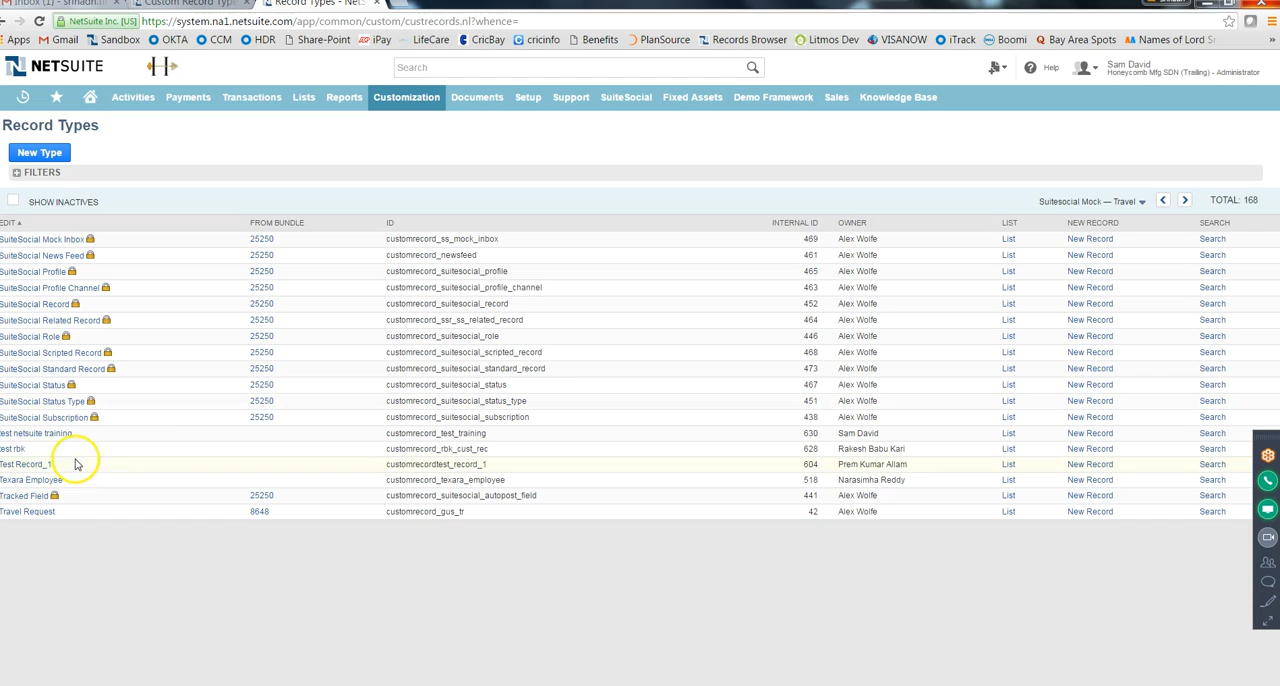 Custom Record Typ ×
Record Types - NetS ×
NetSuite Inc. [US] https://system.na1.netsuite.com/app/common/custom/custrecords.nl?whence=
Apps Gmail Sandbox OKTA CCM HDR Share-Point iPay LifeCare CricBay cricinfo Benefits PlanSource Records Browser Litmos Dev VISANOW iTrack Boomi Bay Area Spots Names of Lord Sr »
NETSUITE H Search Help Sam David
Honeycomb Mfg SDN (Trailing) - Administrator
Activities Payments Transactions Lists Reports Customization Documents Setup Support SuiteSocial Fixed Assets Demo Framework Sales Knowledge Base
Record Types
New Type
FILTERS
SHOW INACTIVES Suitesocial Mock — Travel TOTAL: 168
EDIT FROM BUNDLE ID INTERNAL ID OWNER LIST NEW RECORD SEARCH
SuiteSocial Mock Inbox 25250 customrecord_ss_mock_inbox 469 Alex Wolfe List New Record Search
SuiteSocial News Feed 25250 customrecord_newsfeed 461 Alex Wolfe List New Record Search
SuiteSocial Profile 25250 customrecord_suitesocial_profile 465 Alex Wolfe List New Record Search
SuiteSocial Profile Channel 25250 customrecord_suitesocial_profile_channel 463 Alex Wolfe List New Record Search
SuiteSocial Record 25250 customrecord_suitesocial_record 452 Alex Wolfe List New Record Search
SuiteSocial Related Record 25250 customrecord_ssr_ss_related_record 464 Alex Wolfe List New Record Search
SuiteSocial Role 25250 customrecord_suitesocial_role 446 Alex Wolfe List New Record Search
SuiteSocial Scripted Record 25250 customrecord_suitesocial_scripted_record 468 Alex Wolfe List New Record Search
SuiteSocial Standard Record 25250 customrecord_suitesocial_standard_record 473 Alex Wolfe List New Record Search
SuiteSocial Status 25250 customrecord_suitesocial_status 467 Alex Wolfe List New Record Search
SuiteSocial Status Type 25250 customrecord_suitesocial_status_type 451 Alex Wolfe List New Record Search
SuiteSocial Subscription 25250 customrecord_suitesocial_subscription 438 Alex Wolfe List New Record Search
test netsuite training customrecord_test_training 630 Sam David List New Record Search
test rbk customrecord_rbk_cust_rec 628 Rakesh Babu Kari List New Record Search
Test Record_1 customrecordtest_record_1 604 Prem Kumar Allam List New Record Search
Texara Employee customrecord_texara_employee 518 Narasimha Reddy List New Record Search
Tracked Field 25250 customrecord_suitesocial_autopost_field 441 Alex Wolfe List New Record Search
Travel Request 8648 customrecord_gus_tr 42 Alex Wolfe List New Record Search